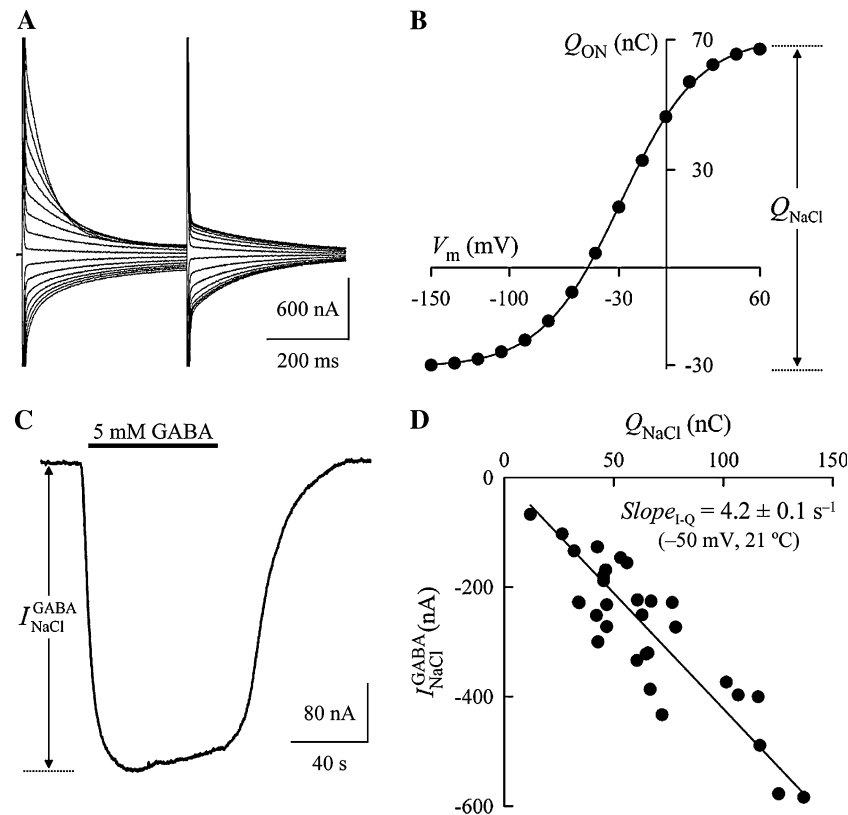 A
600 nA
200 ms
B
Q_ON (nC)
70
30
-30
V_m (mV)
-150 -100 -30 60
Q_NaCl
C
5 mM GABA
I_NaCl^GABA
80 nA
40 s
D
Q_NaCl (nC)
0 50 100 150
0
-200
-400
-600
Slope_I-Q = 4.2 ± 0.1 s⁻¹
(–50 mV, 21 ºC)
I_NaCl^GABA (nA)